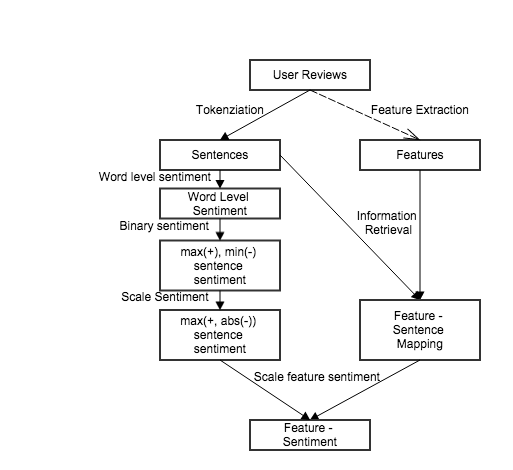 User Reviews
Tokenziation
Feature Extraction
Sentences
Features
Word level sentiment
Word Level
Sentiment
Binary sentiment
Information
Retrieval
max(+), min(-)
sentence
sentiment
Scale Sentiment
max(+, abs(-))
sentence
sentiment
Feature -
Sentence
Mapping
Scale feature sentiment
Feature -
Sentiment